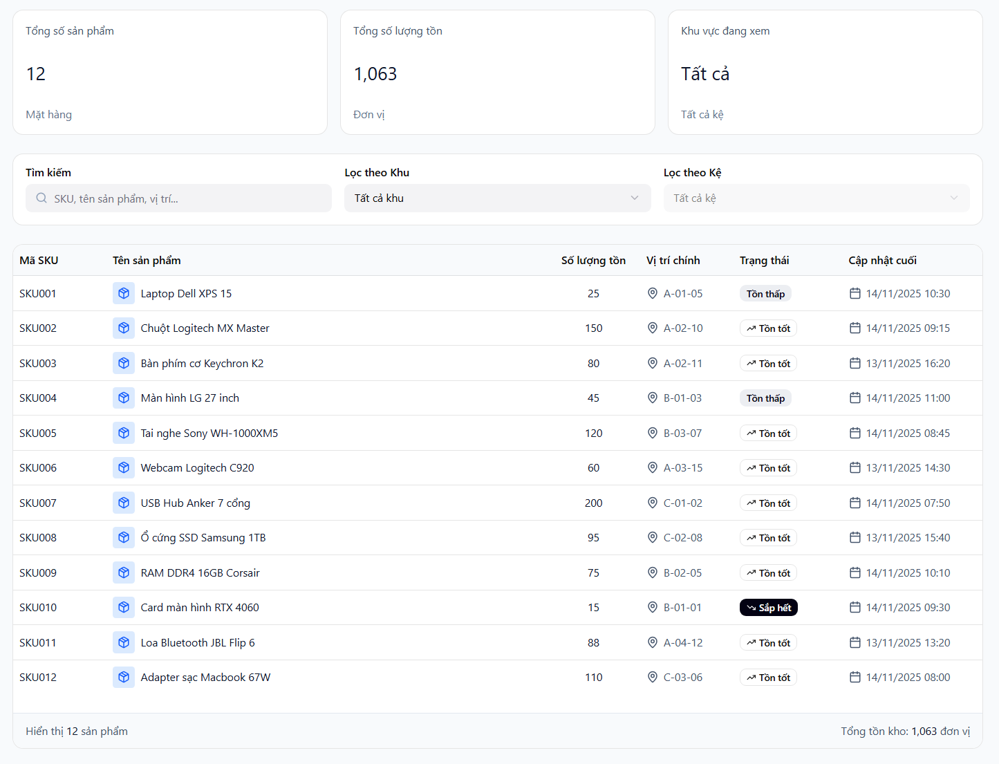 Tổng số sản phẩm
12
Mặt hàng
Tổng số lượng tồn
1,063
Đơn vị
Khu vực đang xem
Tất cả
Tất cả kệ
Tìm kiếm
SKU, tên sản phẩm, vị trí...
Lọc theo Khu
Tất cả khu
Lọc theo Kệ
Tất cả kệ
Mã SKU Tên sản phẩm Số lượng tồn Vị trí chính Trạng thái Cập nhật cuối
SKU001 Laptop Dell XPS 15 25 A-01-05 Tồn thấp 14/11/2025 10:30
SKU002 Chuột Logitech MX Master 150 A-02-10 Tồn tốt 14/11/2025 09:15
SKU003 Bàn phím cơ Keychron K2 80 A-02-11 Tồn tốt 13/11/2025 16:20
SKU004 Màn hình LG 27 inch 45 B-01-03 Tồn thấp 14/11/2025 11:00
SKU005 Tai nghe Sony WH-1000XM5 120 B-03-07 Tồn tốt 14/11/2025 08:45
SKU006 Webcam Logitech C920 60 A-03-15 Tồn tốt 13/11/2025 14:30
SKU007 USB Hub Anker 7 cổng 200 C-01-02 Tồn tốt 14/11/2025 07:50
SKU008 Ổ cứng SSD Samsung 1TB 95 C-02-08 Tồn tốt 13/11/2025 15:40
SKU009 RAM DDR4 16GB Corsair 75 B-02-05 Tồn tốt 14/11/2025 10:10
SKU010 Card màn hình RTX 4060 15 B-01-01 Sắp hết 14/11/2025 09:30
SKU011 Loa Bluetooth JBL Flip 6 88 A-04-12 Tồn tốt 13/11/2025 13:20
SKU012 Adapter sạc Macbook 67W 110 C-03-06 Tồn tốt 14/11/2025 08:00
Hiển thị 12 sản phẩm Tổng tồn kho: 1,063 đơn vị